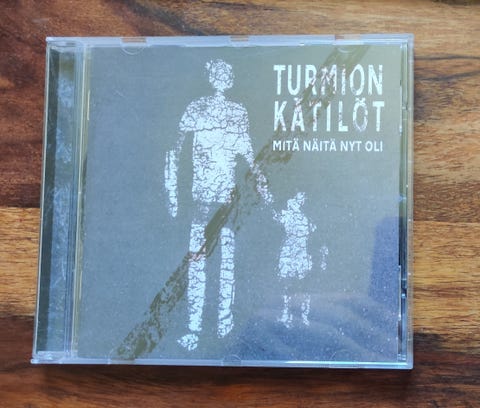 TURMION
KÄTILÖT
MITÄ NÄITÄ NYT OLI